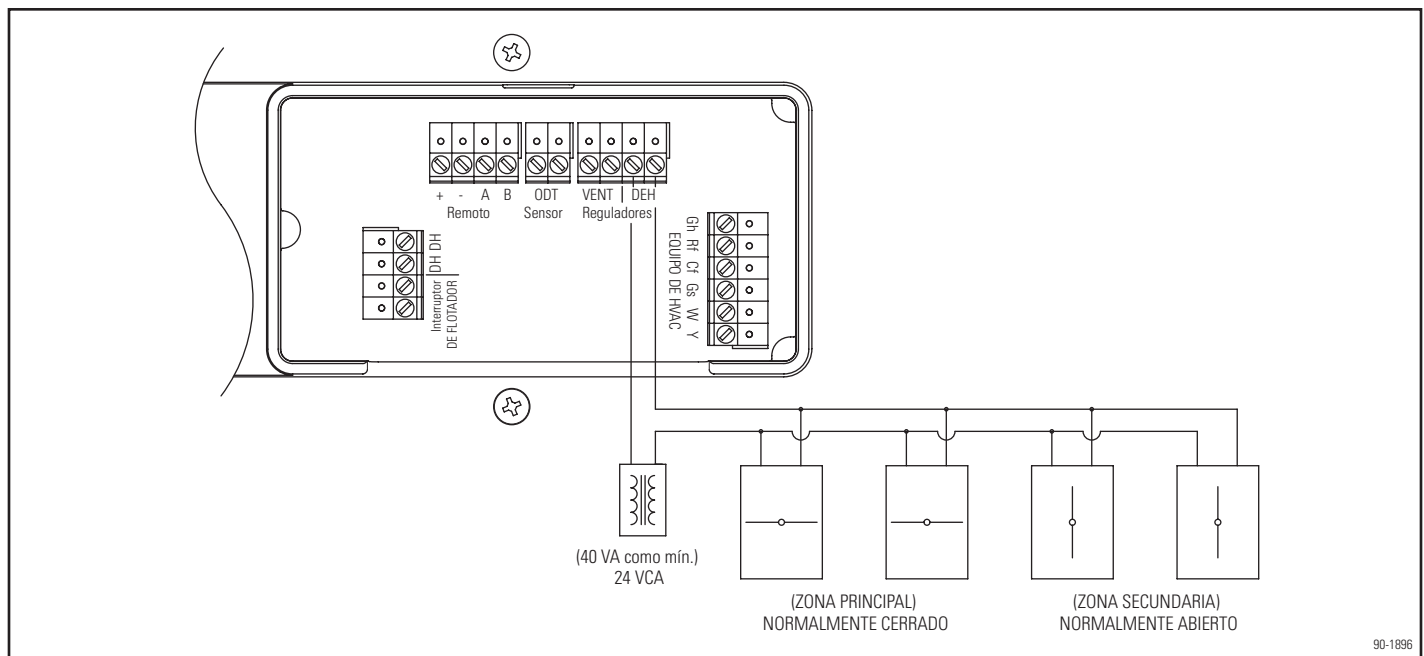 + - A B ODT VENT DEH
Remoto Sensor Reguladores
DH DH
Interruptor
DE FLOTADOR
Gh Rf Cf Gs W Y
EQUIPO DE HVAC
(40 VA como mín.)
24 VCA
(ZONA PRINCIPAL)
NORMALMENTE CERRADO
(ZONA SECUNDARIA)
NORMALMENTE ABIERTO
90-1896